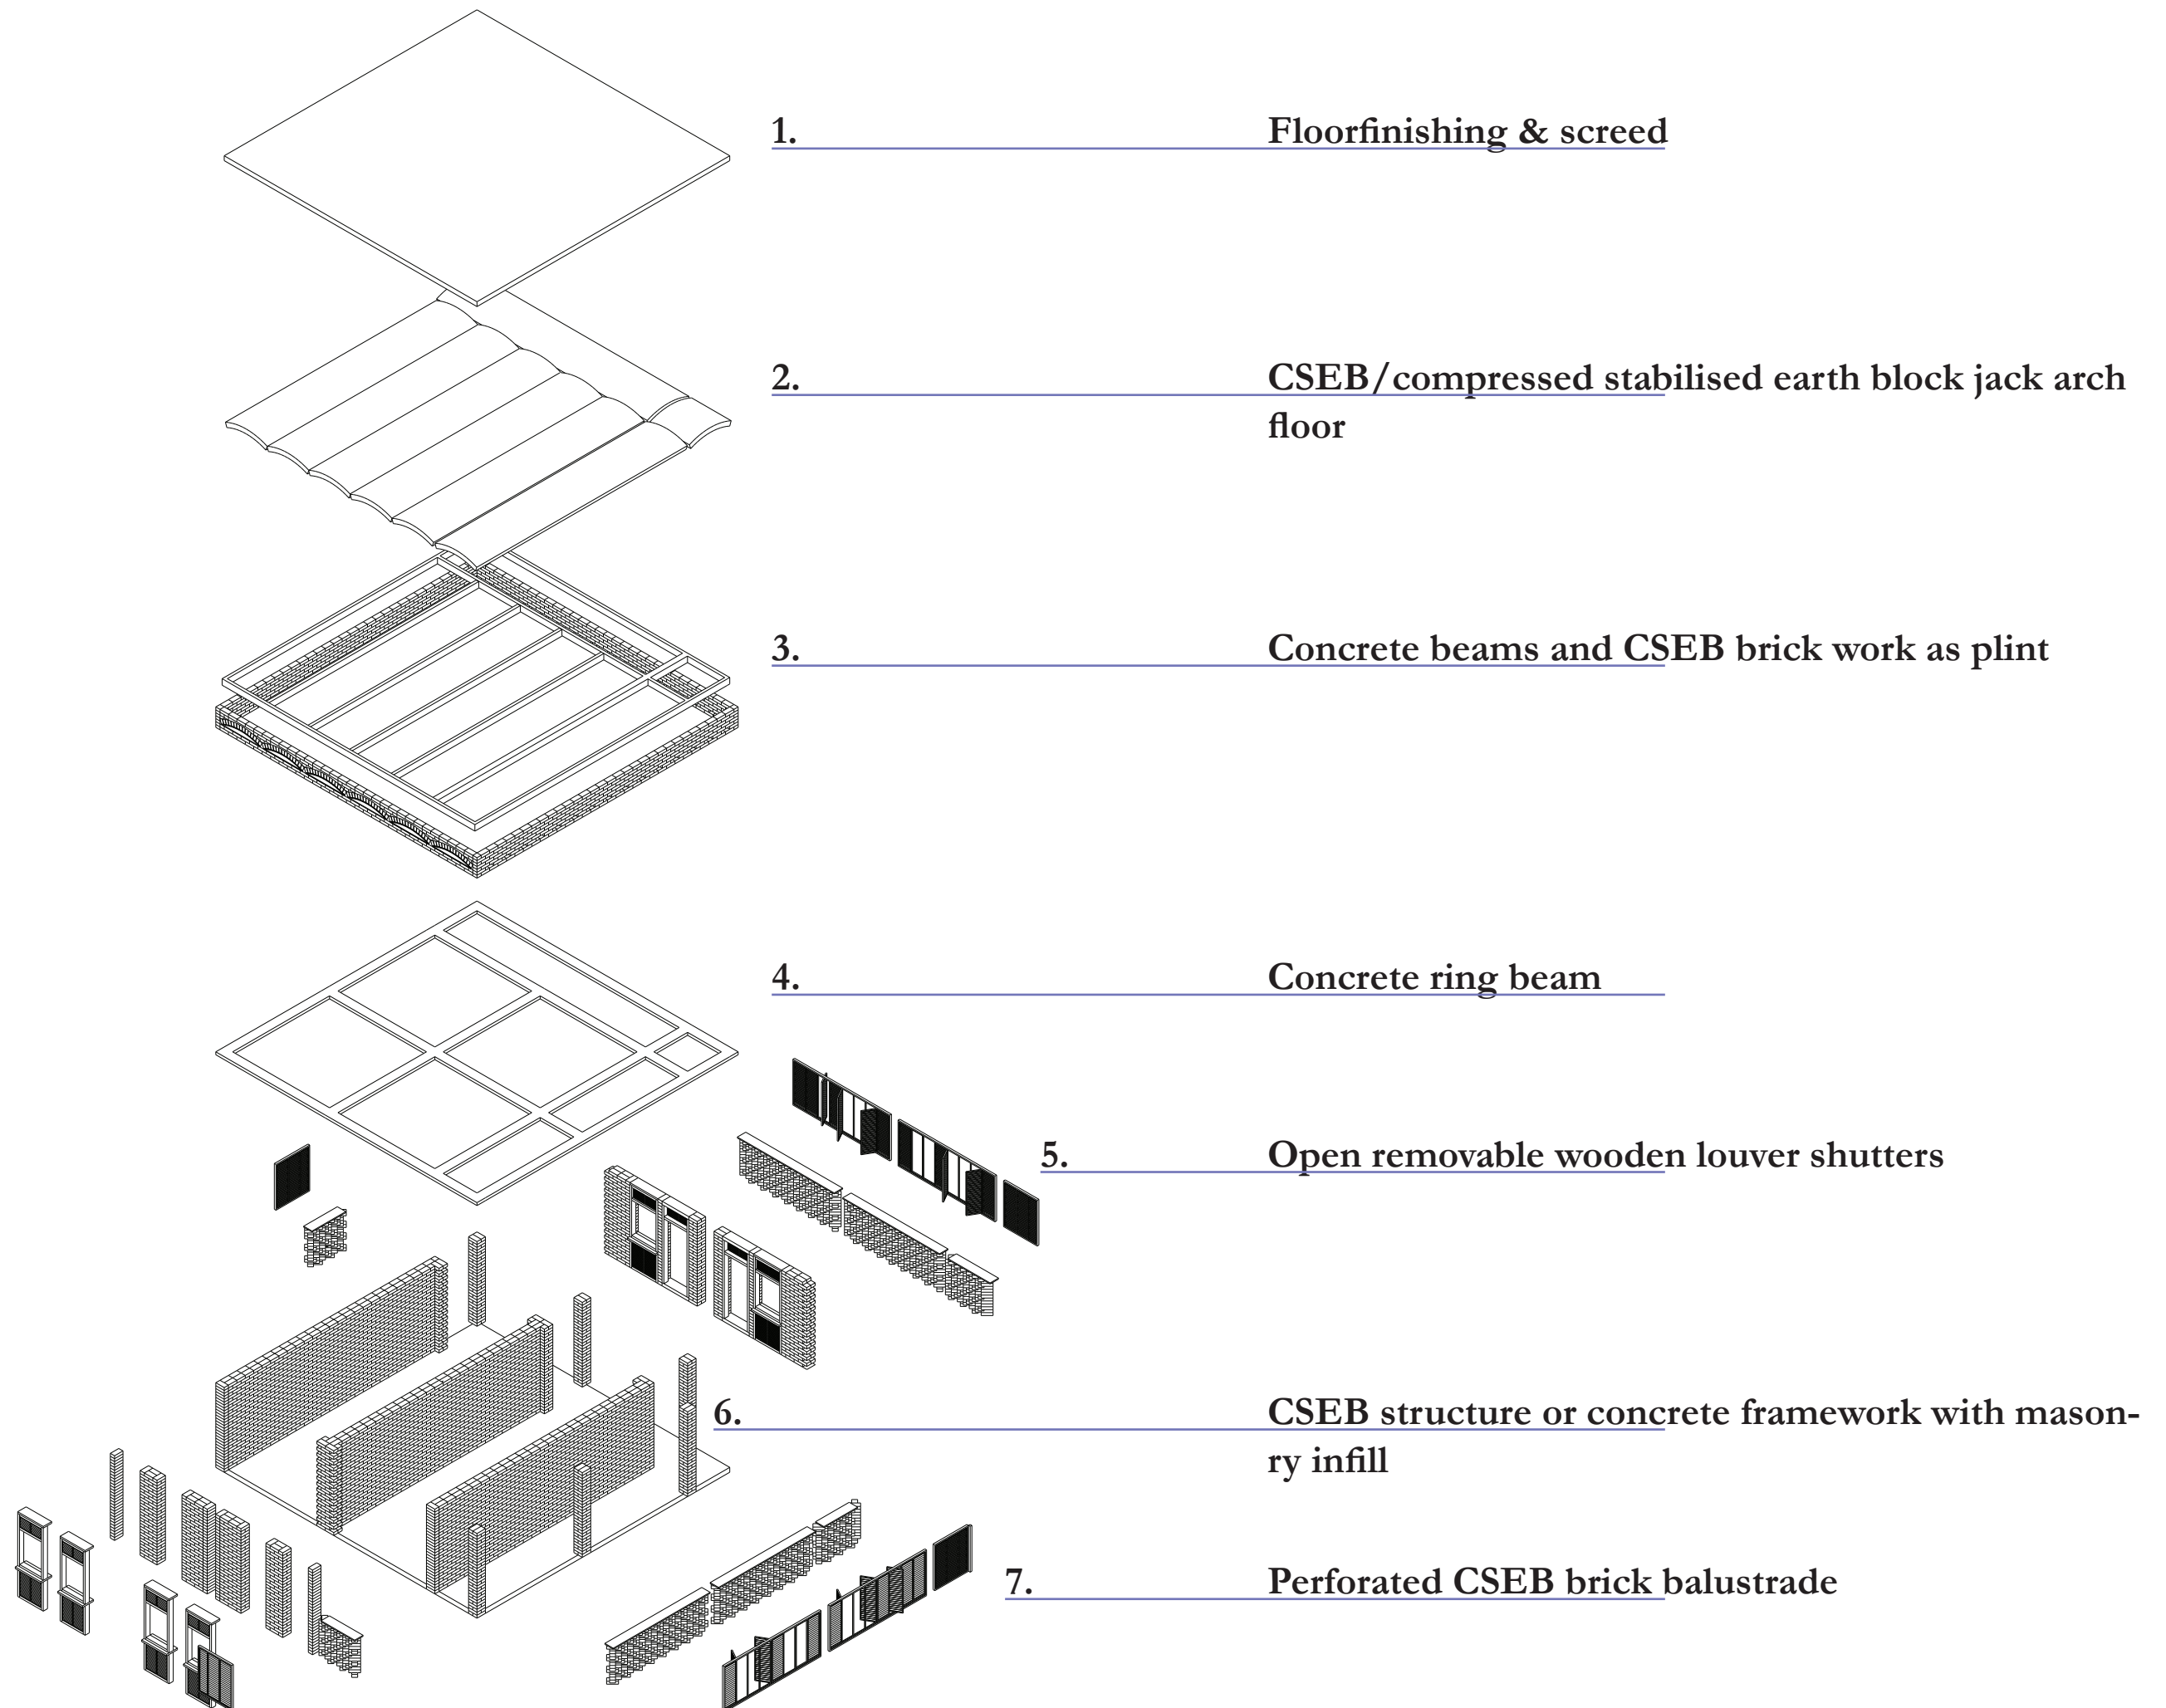 1. Floorfinishing & screed
2. CSEB/compressed stabilised earth block jack arch
floor
3. Concrete beams and CSEB brick work as plint
4. Concrete ring beam
5. Open removable wooden louver shutters
6. CSEB structure or concrete framework with mason-
ry infill
7. Perforated CSEB brick balustrade